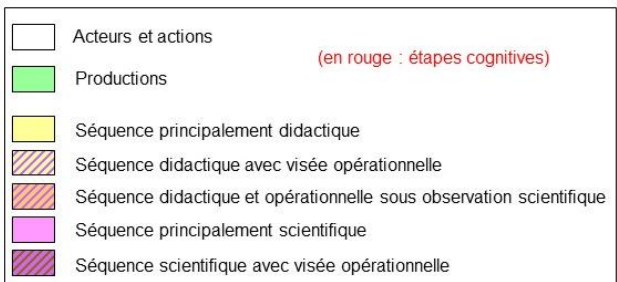 Acteurs et actions
(en rouge : étapes cognitives)
Productions
Séquence principalement didactique
Séquence didactique avec visée opérationnelle
Séquence didactique et opérationnelle sous observation scientifique
Séquence principalement scientifique
Séquence scientifique avec visée opérationnelle